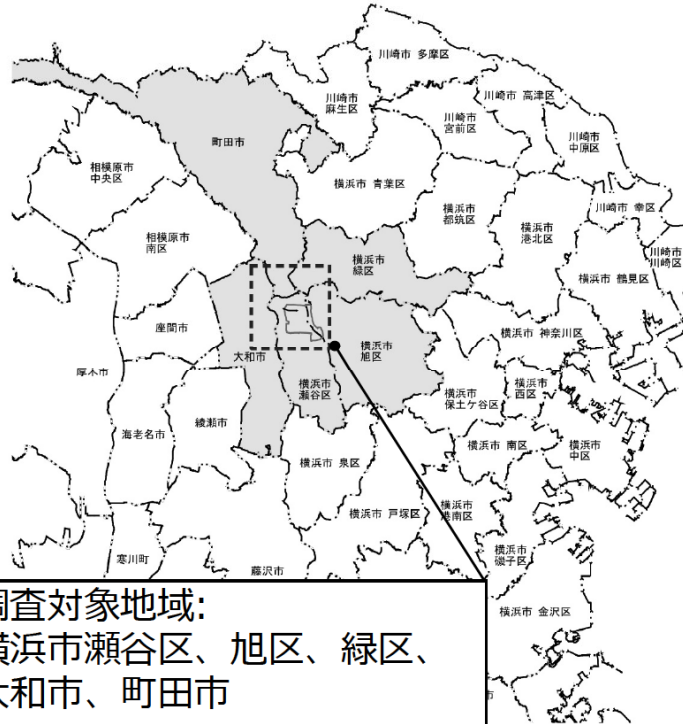 川崎市 多摩区
川崎市
麻生区
川崎市 高津区
川崎市
宮前区
川崎市
中原区
町田市
相模原市
中央区
横浜市 青葉区
川崎市 幸区
横浜市
都筑区
横浜市
港北区
相模原市
南区
川崎市
川崎区
横浜市
緑区
横浜市 鶴見区
座間市
横浜市 神奈川区
大和市
横浜市
旭区
厚木市
横浜市
瀬谷区
横浜市
保土ケ谷区
横浜市
西区
綾瀬市
海老名市
横浜市 南区
横浜市
中区
横浜市 泉区
横浜市 戸塚区
横浜市
港南区
寒川町
藤沢市
横浜市
磯子区
横浜市 金沢区
調査対象地域:
横浜市瀬谷区、旭区、緑区、
大和市、町田市
市